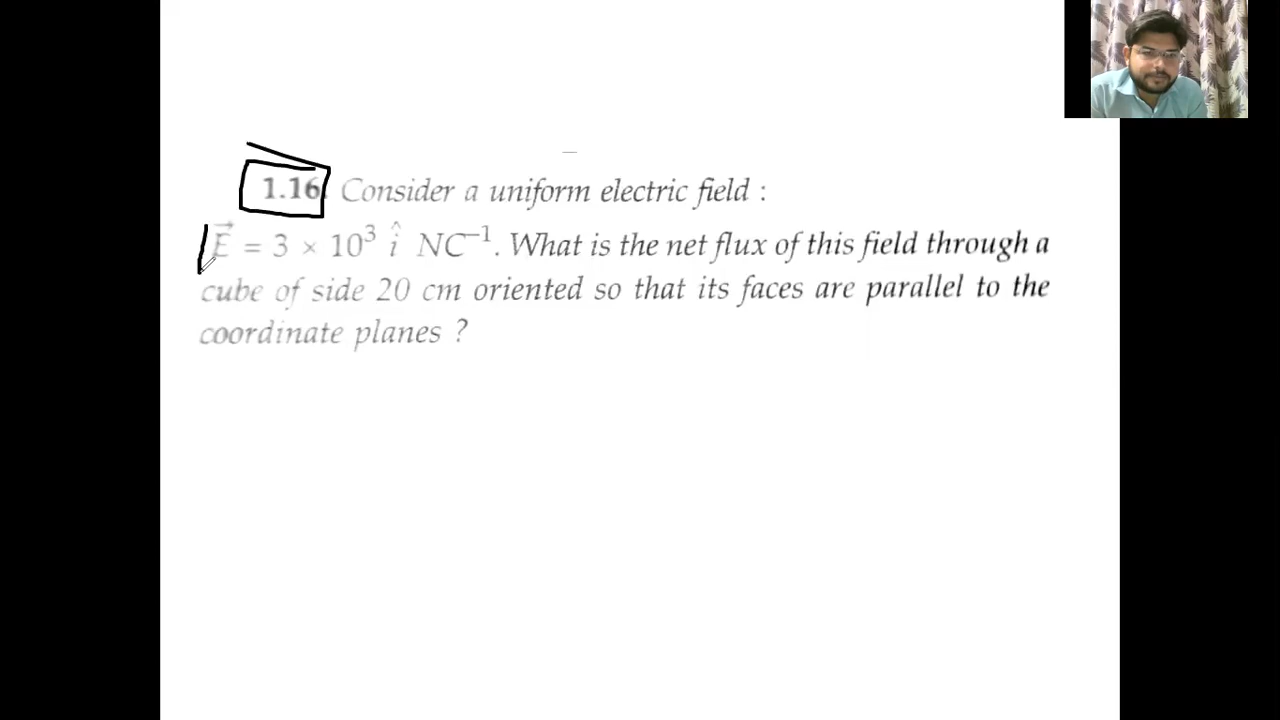 1.16. Consider a uniform electric field :
E⃗ = 3 × 10³ î NC⁻¹. What is the net flux of this field through a
cube of side 20 cm oriented so that its faces are parallel to the
coordinate planes ?